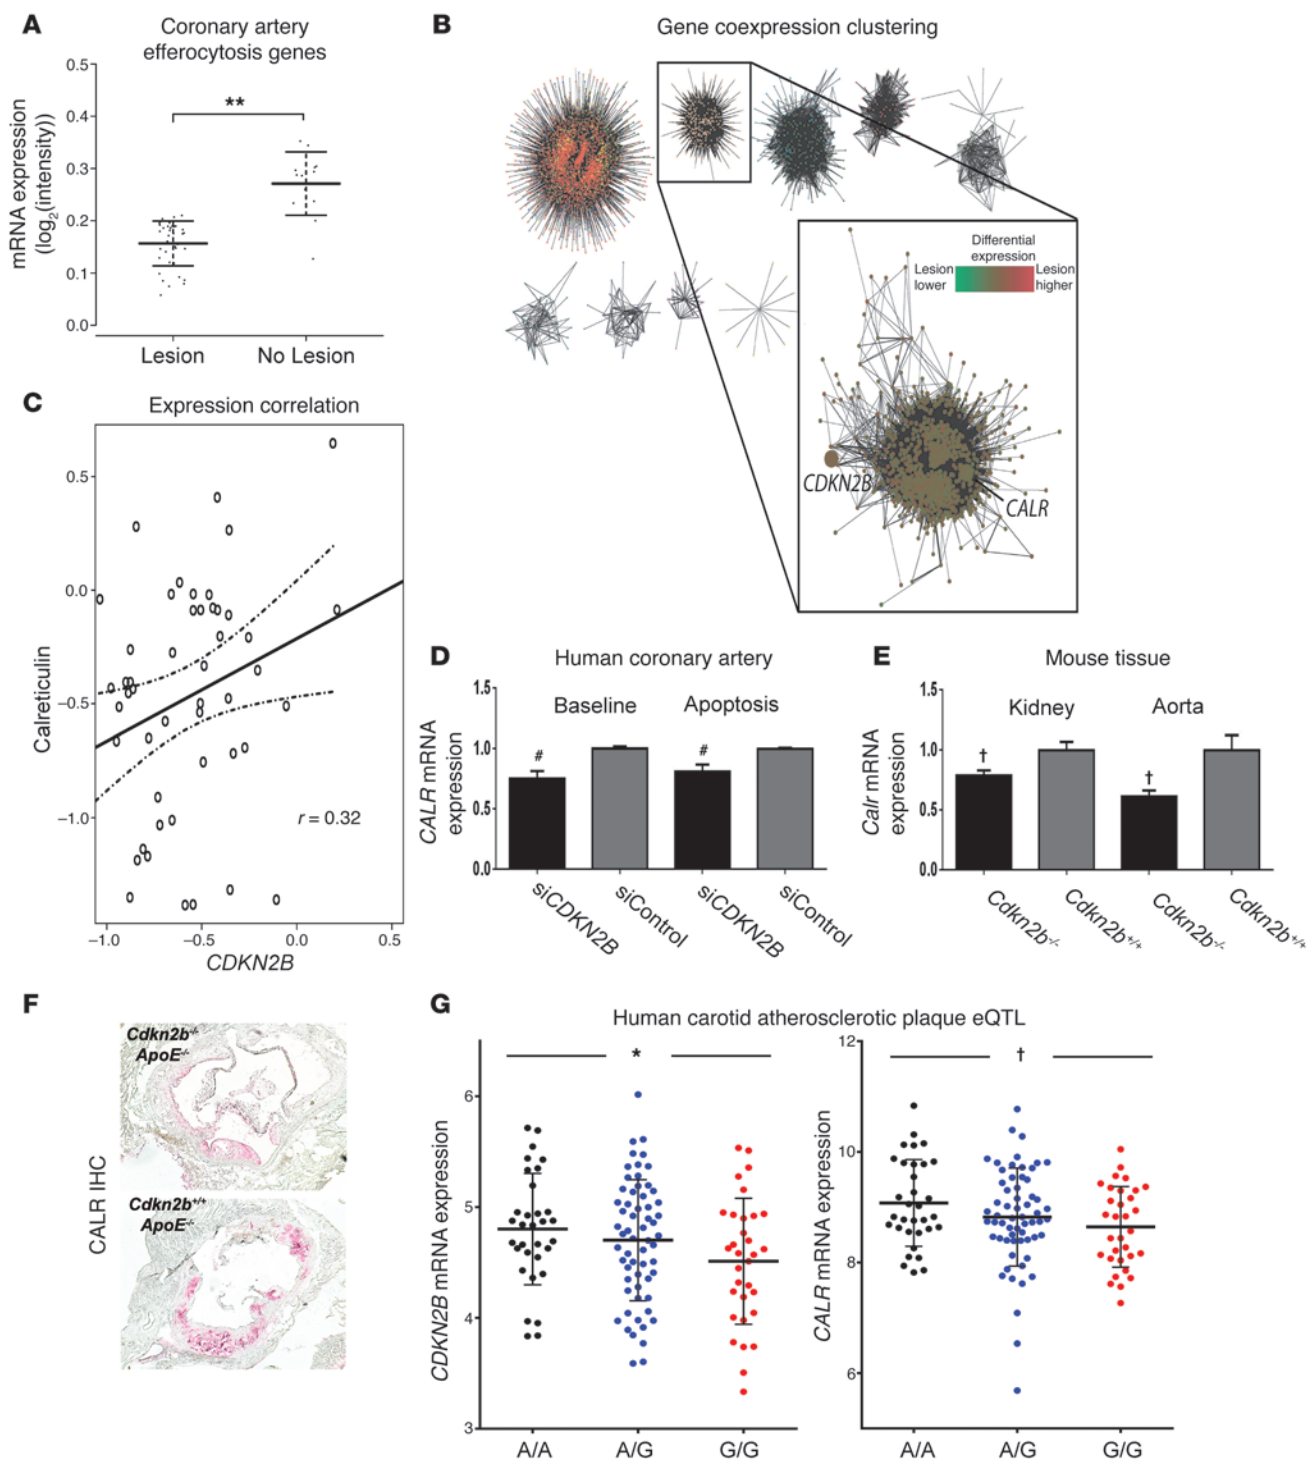 A
Coronary artery
efferocytosis genes
mRNA expression
(log2(intensity))
0.5
0.4
0.3
0.2
0.1
0.0
**
Lesion
No Lesion
B
Gene coexpression clustering
Differential
expression
Lesion
lower
Lesion
higher
CDKN2B
CALR
C
Expression correlation
Calreticulin
0.5
0.0
−0.5
−1.0
r = 0.32
−1.0
−0.5
0.0
0.5
CDKN2B
D
Human coronary artery
CALR mRNA
expression
1.5
1.0
0.5
0.0
Baseline
Apoptosis
#
#
siCDKN2B
siControl
siCDKN2B
siControl
E
Mouse tissue
Calr mRNA
expression
1.5
1.0
0.5
0.0
Kidney
Aorta
†
†
Cdkn2b-/-
Cdkn2b+/+
Cdkn2b-/-
Cdkn2b+/+
F
CALR IHC
Cdkn2b-/-
ApoE-/-
Cdkn2b+/+
ApoE-/-
G
Human carotid atherosclerotic plaque eQTL
CDKN2B mRNA expression
6
5
4
3
*
A/A
A/G
G/G
CALR mRNA expression
12
10
8
6
†
A/A
A/G
G/G